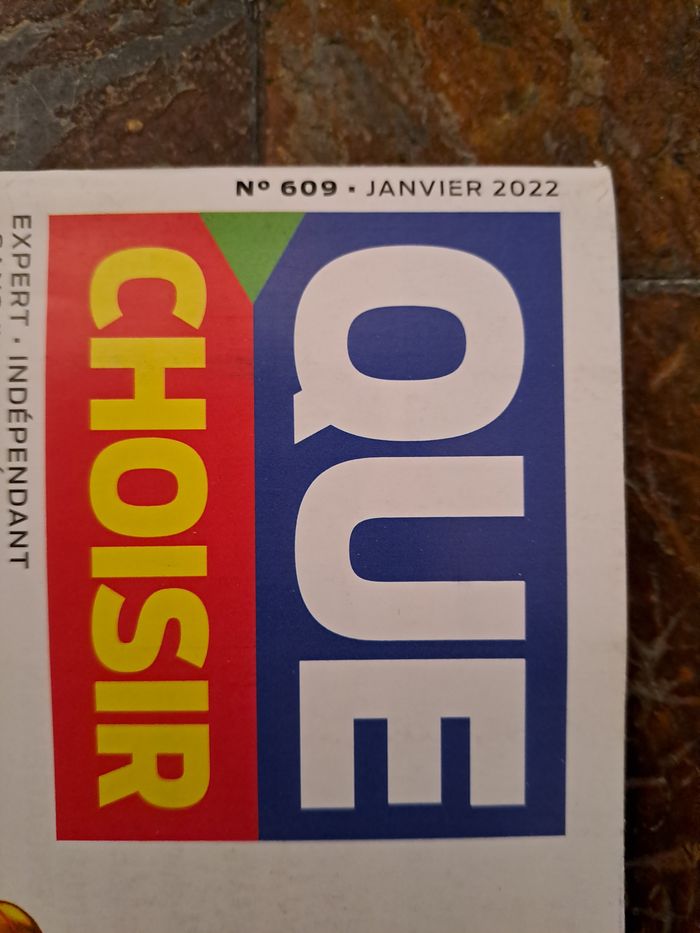 Nº 609 • JANVIER 2022
QUE
CHOISIR
EXPERT • INDÉPENDANT